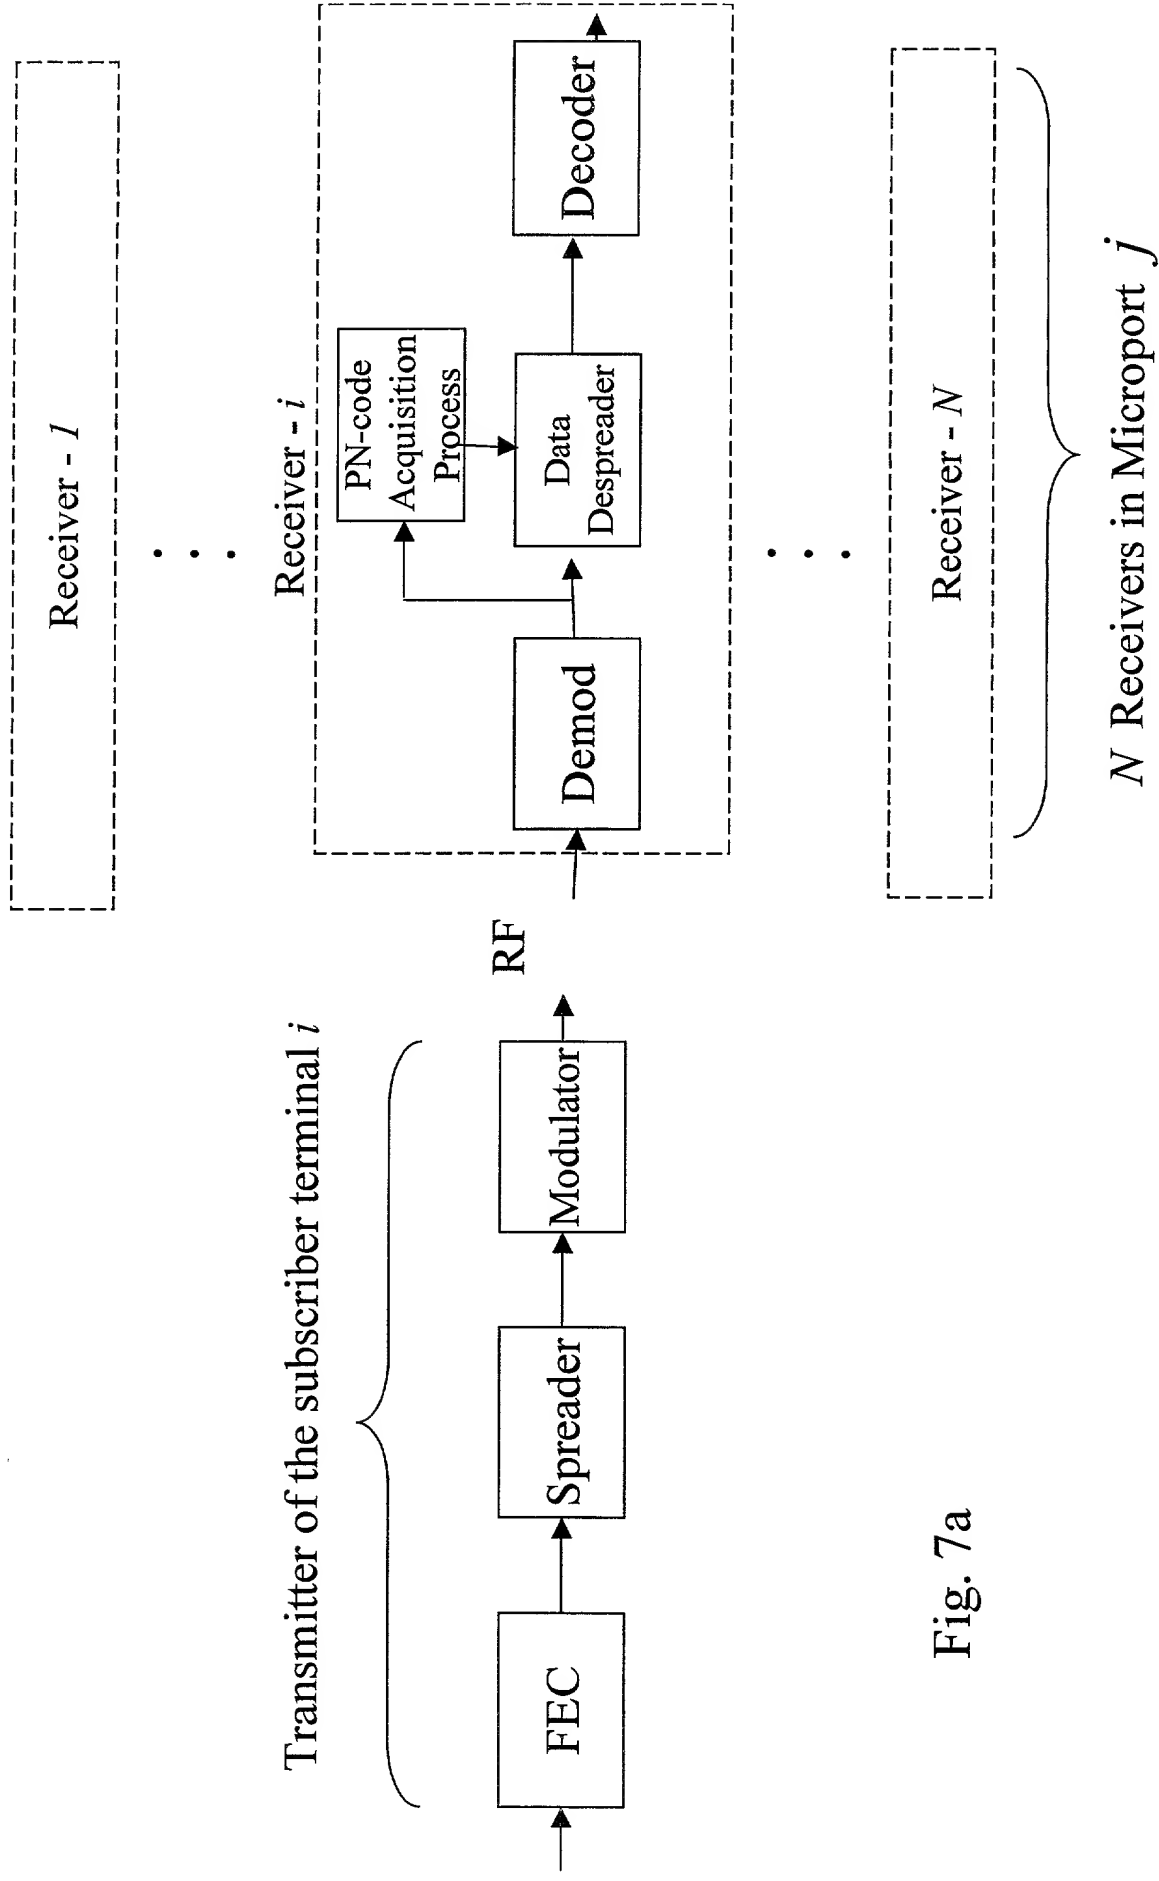 Transmitter of the subscriber terminal i
FEC
Spreader
Modulator
RF
Receiver - 1
Receiver - i
Demod
PN-code
Acquisition
Process
Data
Despreader
Decoder
Receiver - N
N Receivers in Microport j
Fig. 7a